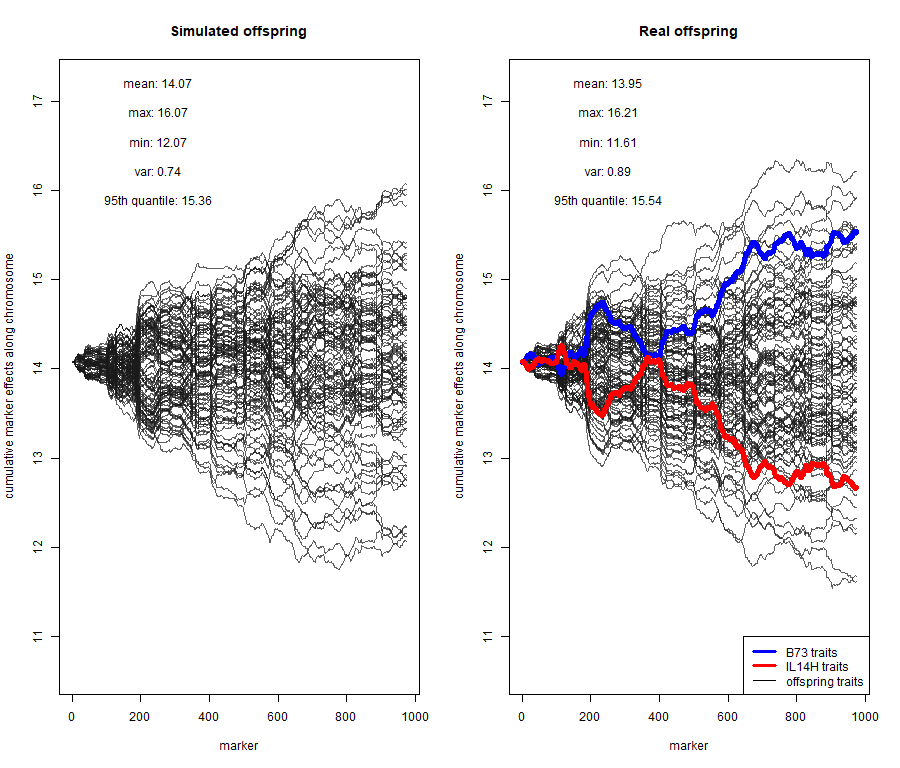 Simulated offspring
mean: 14.07
max: 16.07
min: 12.07
var: 0.74
95th quantile: 15.36
cumulative marker effects along chromosome
17
16
15
14
13
12
11
0 200 400 600 800 1000
marker
Real offspring
mean: 13.95
max: 16.21
min: 11.61
var: 0.89
95th quantile: 15.54
cumulative marker effects along chromosome
17
16
15
14
13
12
11
B73 traits
IL14H traits
offspring traits
0 200 400 600 800 1000
marker